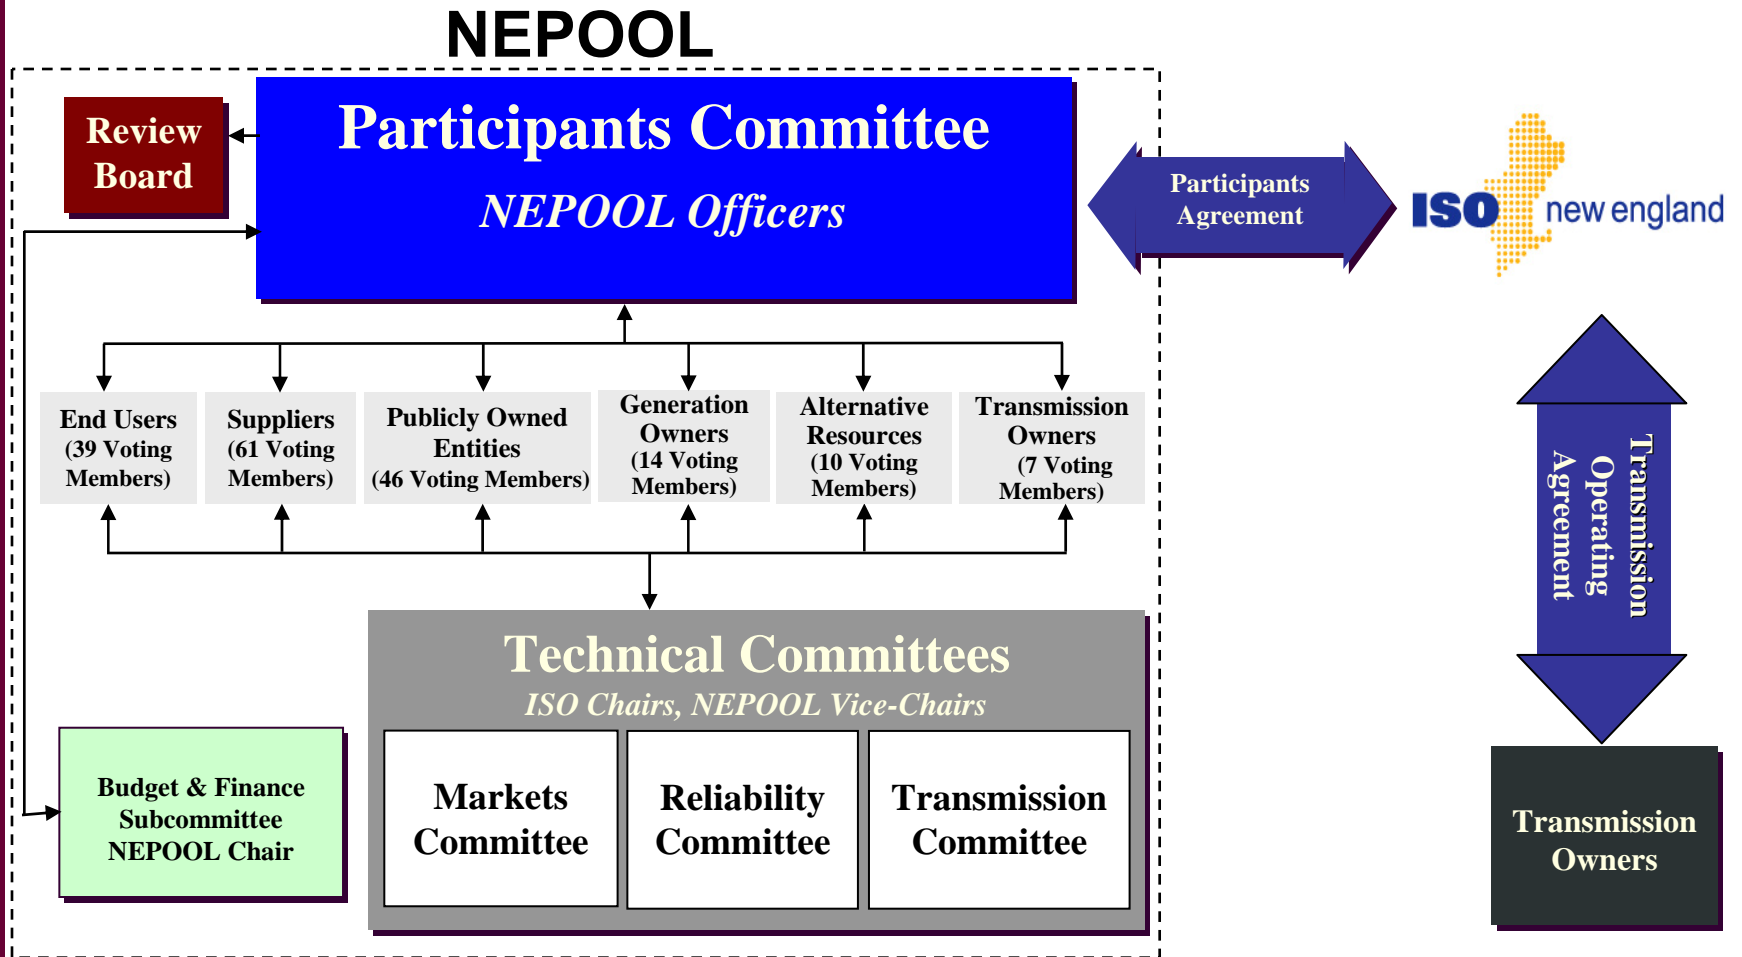 NEPOOL
Review
Board
Participants Committee
NEPOOL Officers
Participants
Agreement
ISO new england
End Users
(39 Voting
Members)
Suppliers
(61 Voting
Members)
Publicly Owned
Entities
(46 Voting Members)
Generation
Owners
(14 Voting
Members)
Alternative
Resources
(10 Voting
Members)
Transmission
Owners
(7 Voting
Members)
Transmission
Operating
Agreement
Technical Committees
ISO Chairs, NEPOOL Vice-Chairs
Budget & Finance
Subcommittee
NEPOOL Chair
Markets
Committee
Reliability
Committee
Transmission
Committee
Transmission
Owners